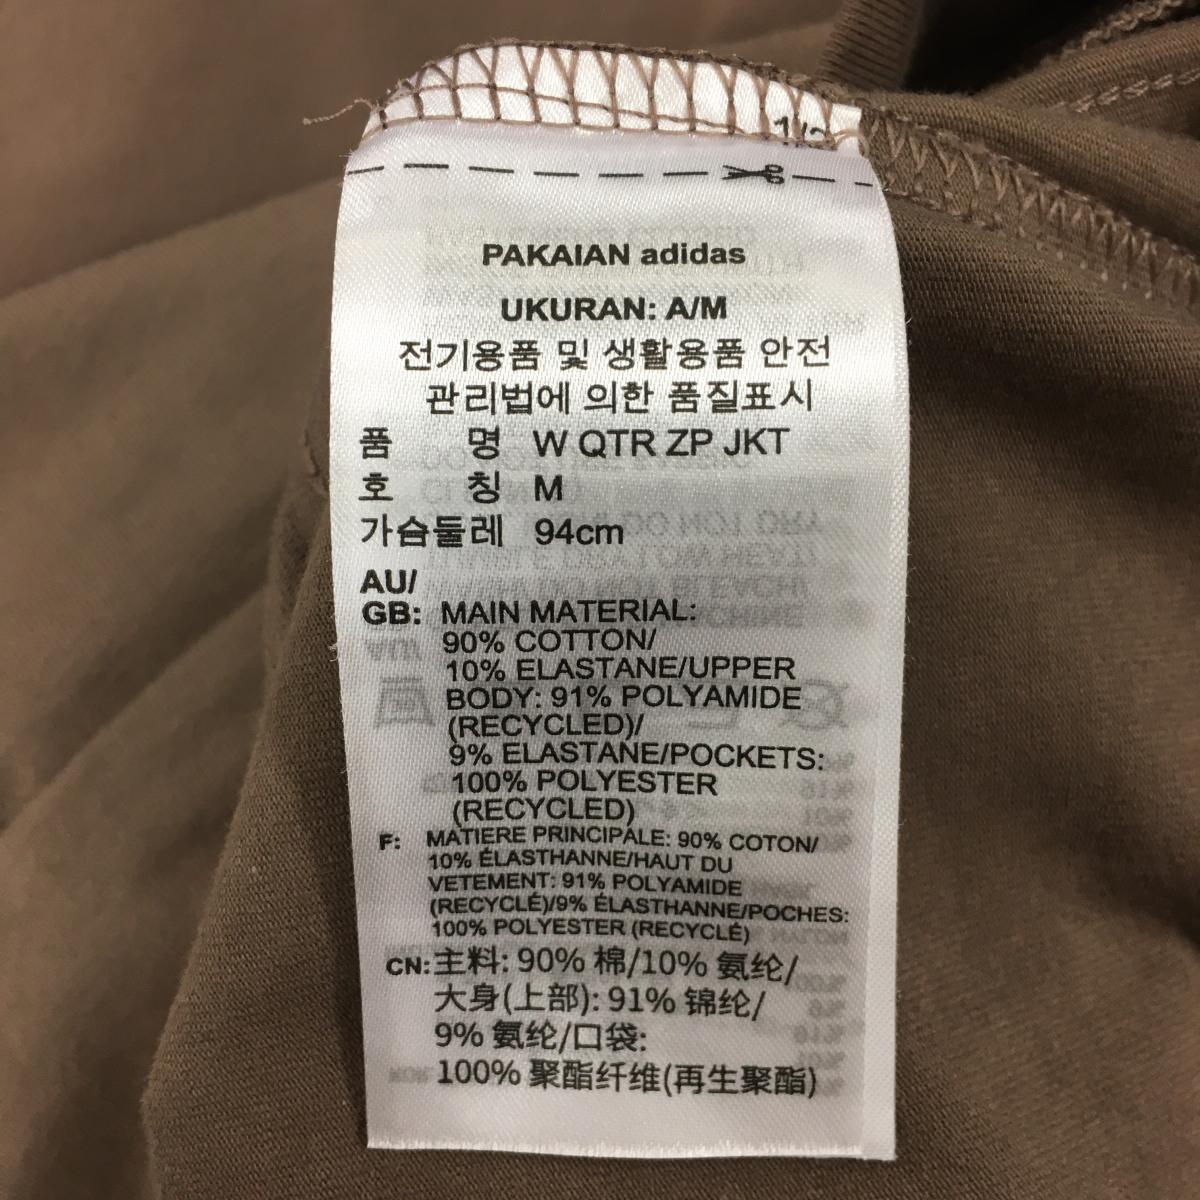 PAKAIAN adidas
UKURAN: A/M
전기용품 및 생활용품 안전
관리법에 의한 품질표시
품 명 W QTR ZP JKT
호 칭 M
가슴둘레 94cm
AU/
GB: MAIN MATERIAL:
90% COTTON/
10% ELASTANE/UPPER
BODY: 91% POLYAMIDE
(RECYCLED)/
9% ELASTANE/POCKETS:
100% POLYESTER
(RECYCLED)
F: MATIERE PRINCIPALE: 90% COTON/
10% ÉLASTHANNE/HAUT DU
VETEMENT: 91% POLYAMIDE
(RECYCLÉ)/9% ÉLASTHANNE/POCHES:
100% POLYESTER (RECYCLÉ)
CN: 主料: 90% 棉/10% 氨纶/
大身(上部): 91% 锦纶/
9% 氨纶/口袋:
100% 聚酯纤维(再生聚酯)